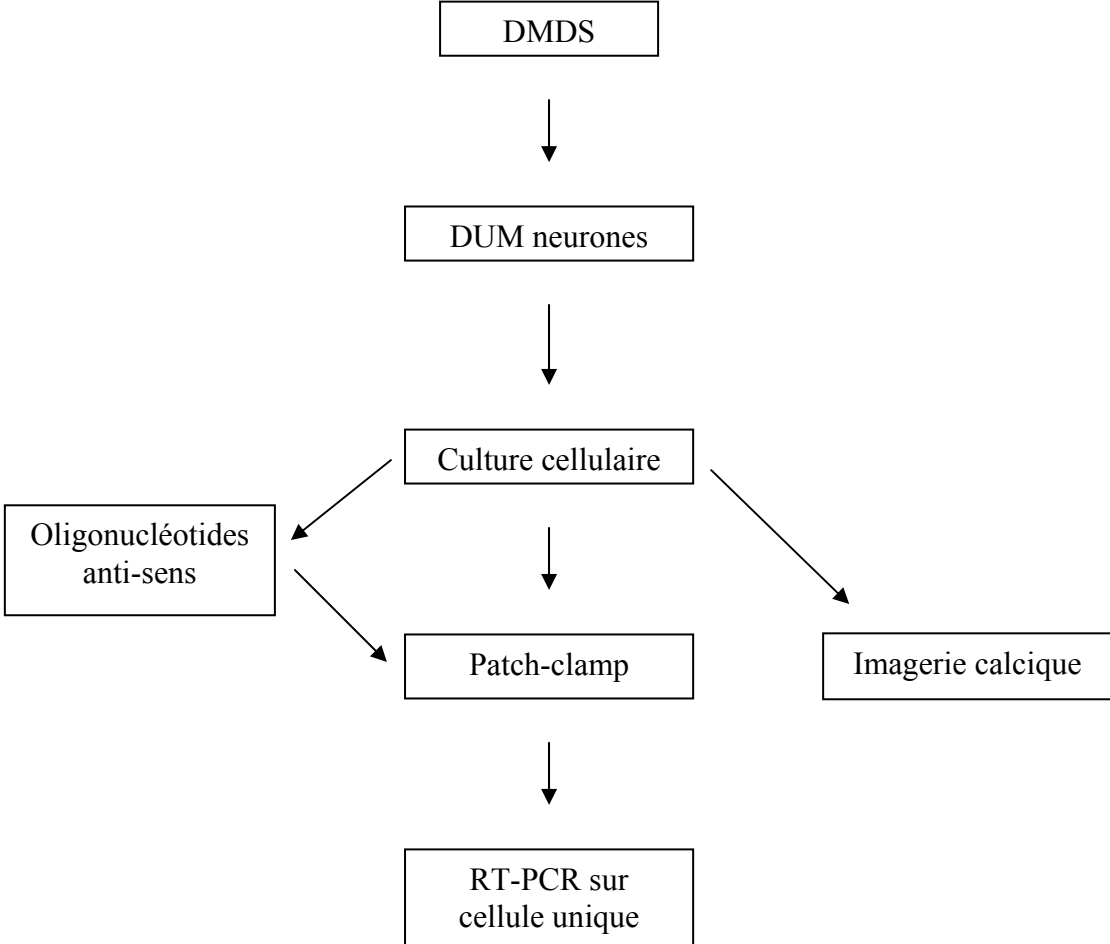 DMDS
DUM neurones
Culture cellulaire
Oligonucléotides
anti-sens
Patch-clamp
Imagerie calcique
RT-PCR sur
cellule unique